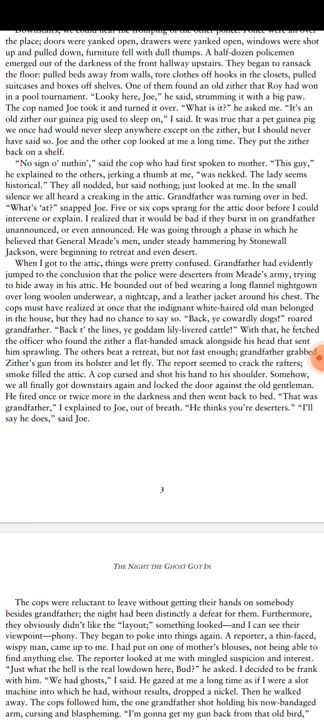 Downstairs, we could hear the tromping of the other police. Police were all over
the place; doors were yanked open, drawers were yanked open, windows were shot
up and pulled down, furniture fell with dull thumps. A half-dozen policemen
emerged out of the darkness of the front hallway upstairs. They began to ransack
the floor: pulled beds away from walls, tore clothes off hooks in the closets, pulled
suitcases and boxes off shelves. One of them found an old zither that Roy had won
in a pool tournament. “Looky here, Joe,” he said, strumming it with a big paw.
The cop named Joe took it and turned it over. “What is it?” he asked me. “It’s an
old zither our guinea pig used to sleep on,” I said. It was true that a pet guinea pig
we once had would never sleep anywhere except on the zither, but I should never
have said so. Joe and the other cop looked at me a long time. They put the zither
back on a shelf.
“No sign o’ nuthin’,” said the cop who had first spoken to mother. “This guy,”
he explained to the others, jerking a thumb at me, “was nekked. The lady seems
historical.” They all nodded, but said nothing; just looked at me. In the small
silence we all heard a creaking in the attic. Grandfather was turning over in bed.
“What’s ’at?” snapped Joe. Five or six cops sprang for the attic door before I could
intervene or explain. I realized that it would be bad if they burst in on grandfather
unannounced, or even announced. He was going through a phase in which he
believed that General Meade’s men, under steady hammering by Stonewall
Jackson, were beginning to retreat and even desert.
When I got to the attic, things were pretty confused. Grandfather had evidently
jumped to the conclusion that the police were deserters from Meade’s army, trying
to hide away in his attic. He bounded out of bed wearing a long flannel nightgown
over long woolen underwear, a nightcap, and a leather jacket around his chest. The
cops must have realized at once that the indignant white-haired old man belonged
in the house, but they had no chance to say so. “Back, ye cowardly dogs!” roared
grandfather. “Back t’ the lines, ye goddam lily-livered cattle!” With that, he fetched
the officer who found the zither a flat-handed smack alongside his head that sent
him sprawling. The others beat a retreat, but not fast enough; grandfather grabbed
Zither’s gun from its holster and let fly. The report seemed to crack the rafters;
smoke filled the attic. A cop cursed and shot his hand to his shoulder. Somehow,
we all finally got downstairs again and locked the door against the old gentleman.
He fired once or twice more in the darkness and then went back to bed. “That was
grandfather,” I explained to Joe, out of breath. “He thinks you’re deserters.” “I’ll
say he does,” said Joe.
3
THE NIGHT THE GHOST GOT IN
The cops were reluctant to leave without getting their hands on somebody
besides grandfather; the night had been distinctly a defeat for them. Furthermore,
they obviously didn’t like the “layout;” something looked—and I can see their
viewpoint—phony. They began to poke into things again. A reporter, a thin-faced,
wispy man, came up to me. I had put on one of mother’s blouses, not being able to
find anything else. The reporter looked at me with mingled suspicion and interest.
“Just what the hell is the real lowdown here, Bud?” he asked. I decided to be frank
with him. “We had ghosts,” I said. He gazed at me a long time as if I were a slot
machine into which he had, without results, dropped a nickel. Then he walked
away. The cops followed him, the one grandfather shot holding his now-bandaged
arm, cursing and blaspheming. “I’m gonna get my gun back from that old bird,”